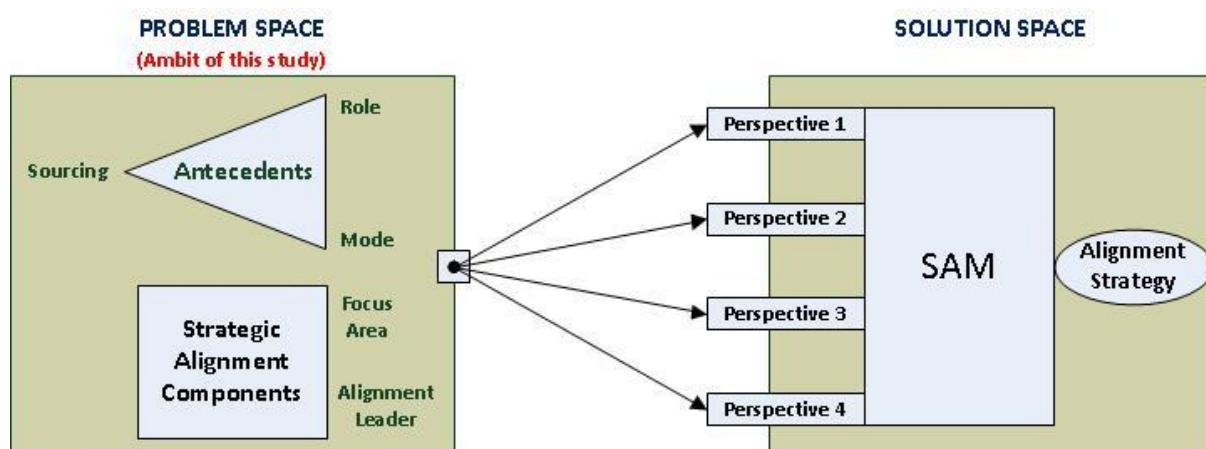 PROBLEM SPACE
(Ambit of this study)
Role
Sourcing
Antecedents
Mode
Focus
Area
Strategic
Alignment
Components
Alignment
Leader
SOLUTION SPACE
Perspective 1
Perspective 2
Perspective 3
Perspective 4
SAM
Alignment
Strategy